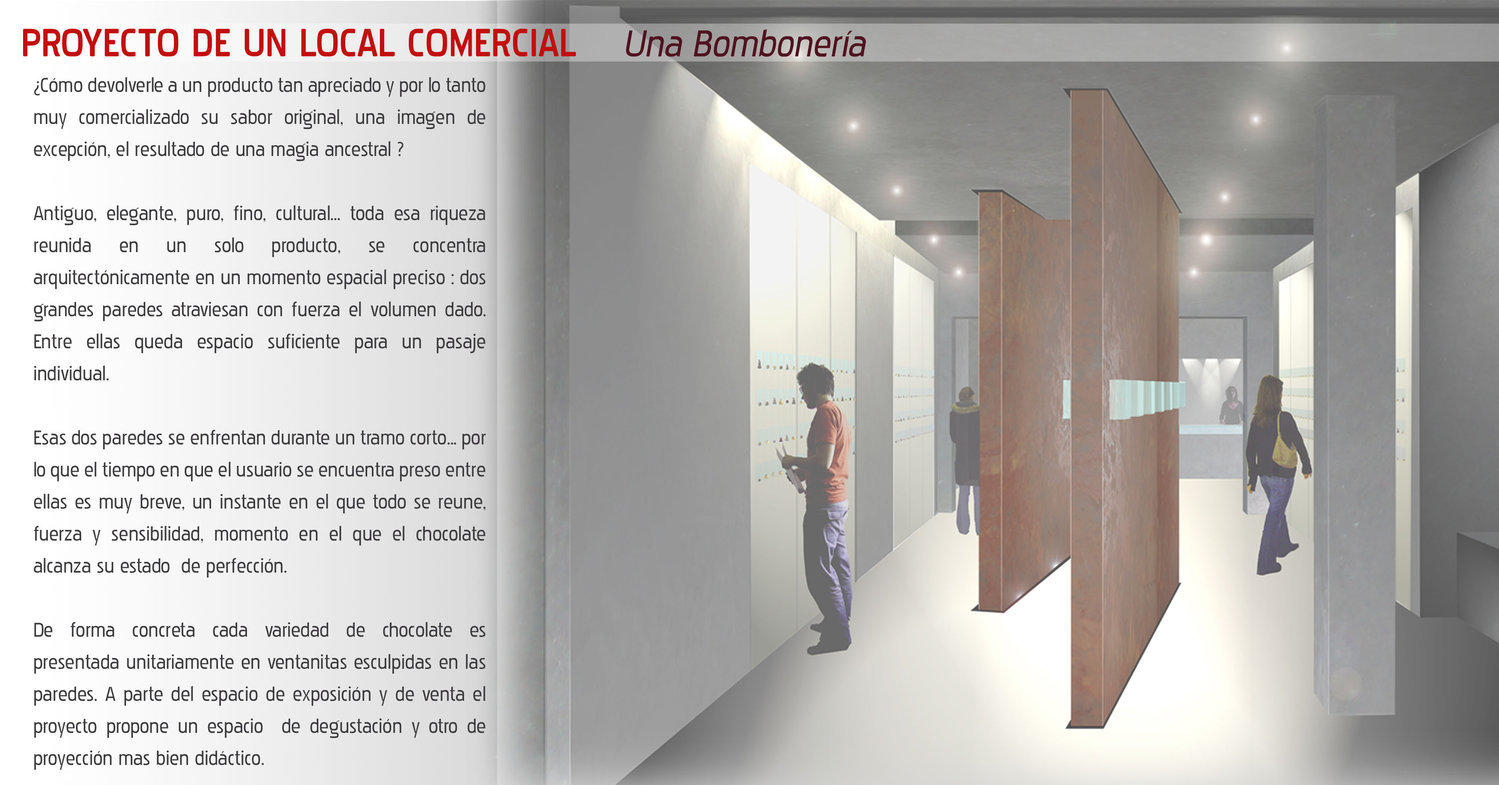 PROYECTO DE UN LOCAL COMERCIAL Una Bombonería
¿Cómo devolverle a un producto tan apreciado y por lo tanto
muy comercializado su sabor original, una imagen de
excepción, el resultado de una magia ancestral ?
Antiguo, elegante, puro, fino, cultural... toda esa riqueza
reunida en un solo producto, se concentra
arquitectónicamente en un momento espacial preciso : dos
grandes paredes atraviesan con fuerza el volumen dado.
Entre ellas queda espacio suficiente para un pasaje
individual.
Esas dos paredes se enfrentan durante un tramo corto... por
lo que el tiempo en que el usuario se encuentra preso entre
ellas es muy breve, un instante en el que todo se reune,
fuerza y sensibilidad, momento en el que el chocolate
alcanza su estado de perfección.
De forma concreta cada variedad de chocolate es
presentada unitariamente en ventanitas esculpidas en las
paredes. A parte del espacio de exposición y de venta el
proyecto propone un espacio de degustación y otro de
proyección mas bien didáctico.